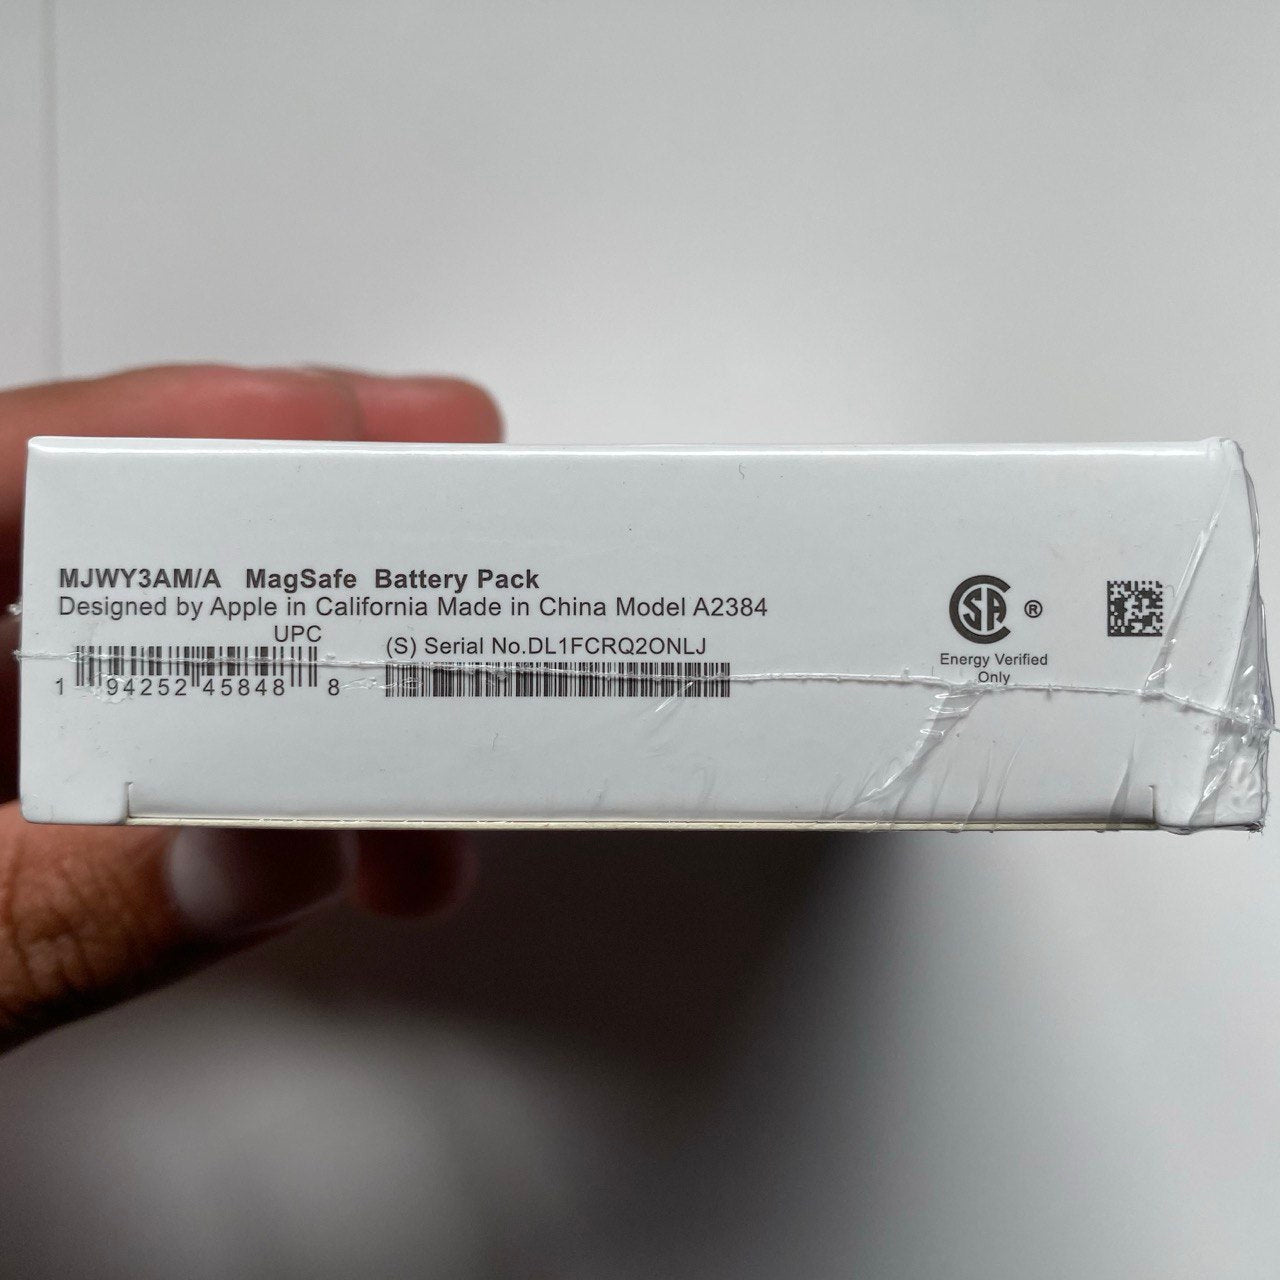 MJWY3AM/A MagSafe Battery Pack
Designed by Apple in California Made in China Model A2384
UPC
1 94252 45848 8
(S) Serial No.DL1FCRQ2ONLJ
SA ®
Energy Verified
Only